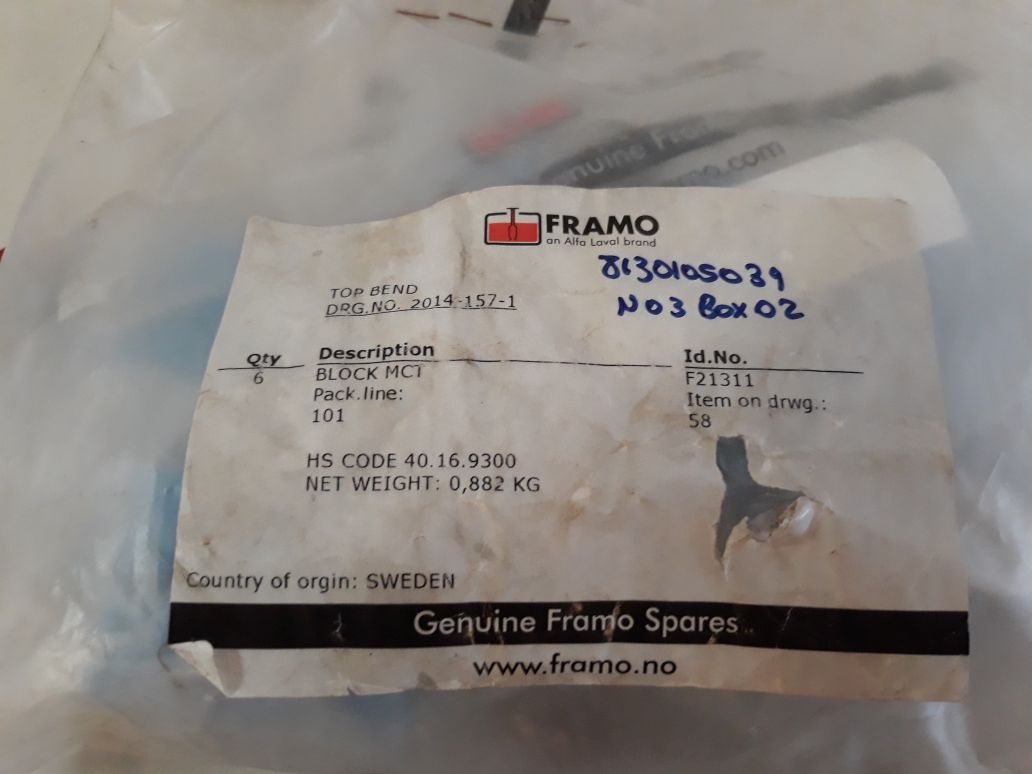 FRAMO
an Alfa Laval brand
8130105039
NO3 Box 02
TOP BEND
DRG.NO. 2014-157-1
Qty Description Id.No.
6 BLOCK MCT F21311
Pack.line: Item on drwg.:
101 58
HS CODE 40.16.9300
NET WEIGHT: 0,882 KG
Country of orgin: SWEDEN
Genuine Framo Spares
www.framo.no